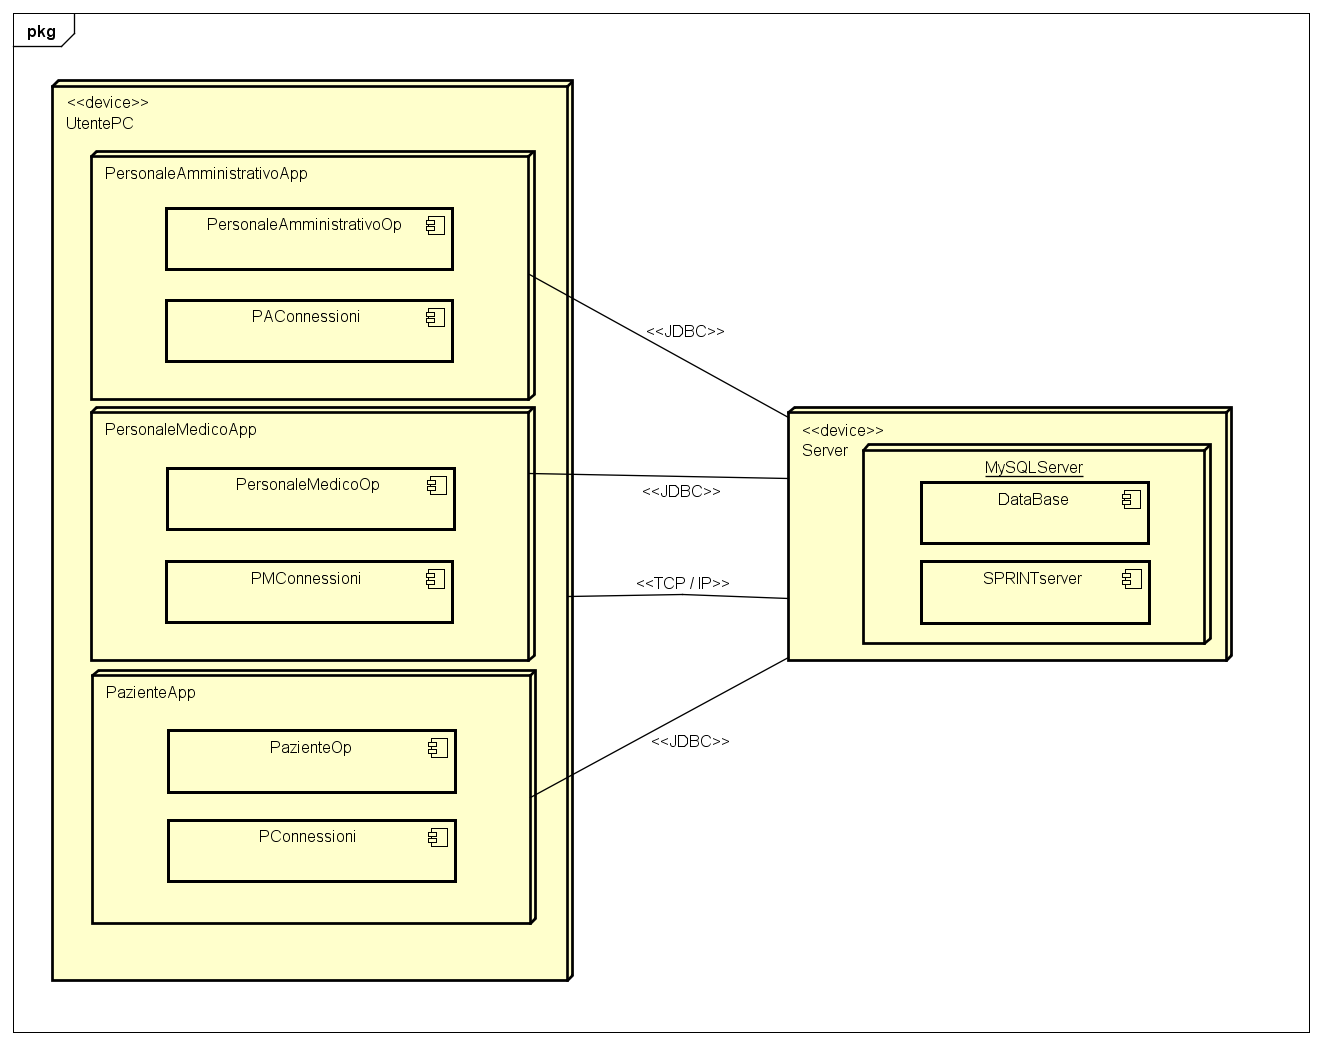 pkg
<<device>>
UtentePC
PersonaleAmministrativoApp
PersonaleAmministrativoOp
PAConnessioni
<<JDBC>>
PersonaleMedicoApp
PersonaleMedicoOp
PMConnessioni
<<JDBC>>
<<TCP / IP>>
<<device>>
Server
MySQLServer
DataBase
SPRINTserver
PazienteApp
PazienteOp
PConnessioni
<<JDBC>>